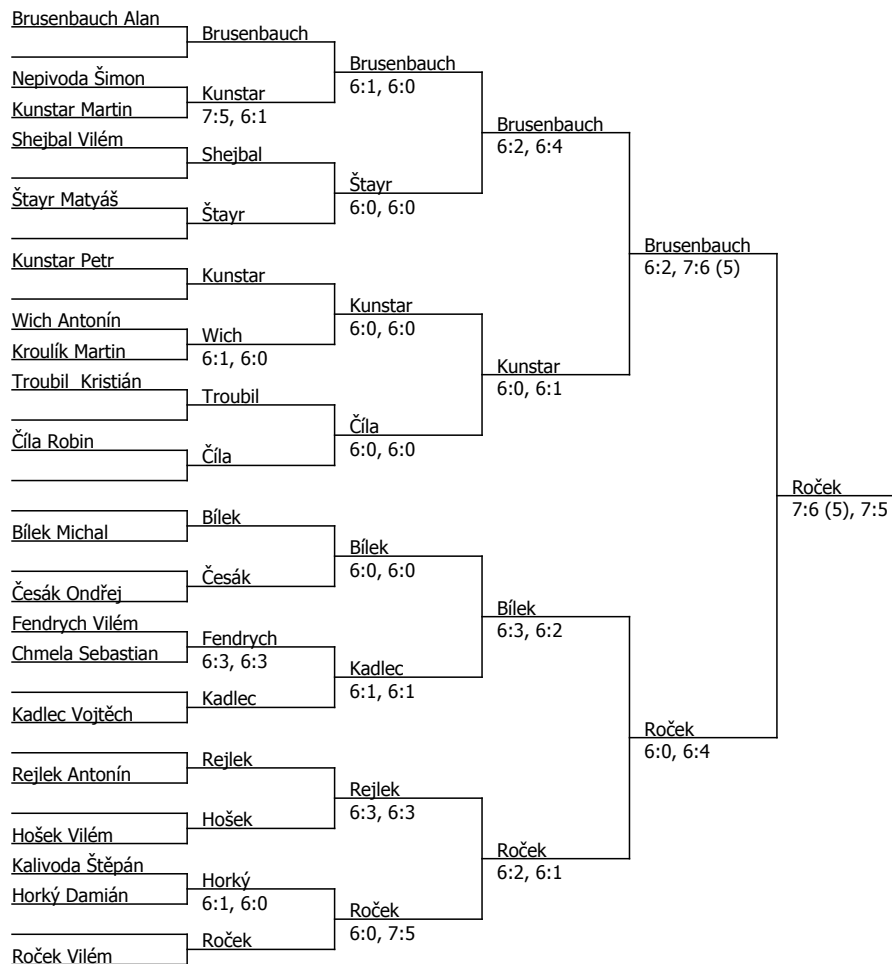 Brusenbauch Alan
Brusenbauch
Brusenbauch
6:1, 6:0
Nepivoda Šimon
Kunstar
7:5, 6:1
Kunstar Martin
Brusenbauch
6:2, 6:4
Shejbal Vilém
Shejbal
Štayr
6:0, 6:0
Štayr Matyáš
Štayr
Brusenbauch
6:2, 7:6 (5)
Kunstar Petr
Kunstar
Kunstar
6:0, 6:0
Wich Antonín
Wich
6:1, 6:0
Kroulík Martin
Kunstar
6:0, 6:1
Troubil Kristián
Troubil
Číla
6:0, 6:0
Číla Robin
Číla
Roček
7:6 (5), 7:5
Bílek
Bílek Michal
Bílek
6:0, 6:0
Česák
Česák Ondřej
Bílek
6:3, 6:2
Fendrych Vilém
Fendrych
6:3, 6:3
Chmela Sebastian
Kadlec
6:1, 6:1
Kadlec
Kadlec Vojtěch
Roček
6:0, 6:4
Rejlek
Rejlek Antonín
Rejlek
6:3, 6:3
Hošek
Hošek Vilém
Roček
6:2, 6:1
Kalivoda Štěpán
Horký
6:1, 6:0
Horký Damián
Roček
6:0, 7:5
Roček
Roček Vilém